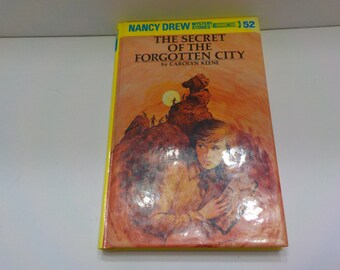 NANCY DREW MYSTERY STORIES 52
THE SECRET
OF THE
FORGOTTEN CITY
by CAROLYN KEENE